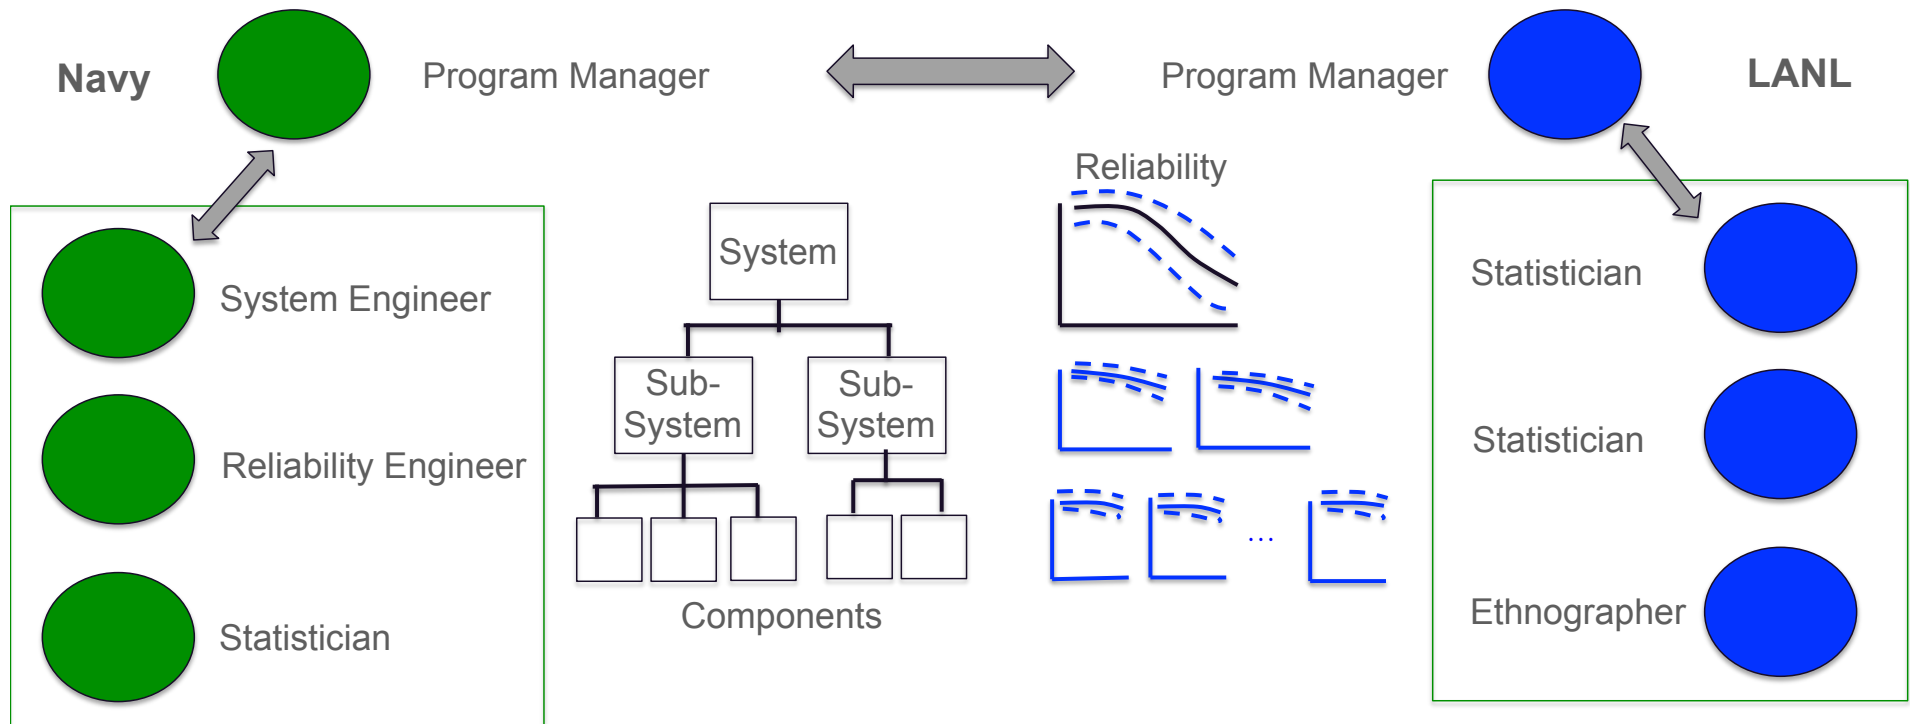 Navy
Program Manager
Program Manager
LANL
Reliability
System
System Engineer
Statistician
Sub-
System
Sub-
System
Reliability Engineer
Statistician
...
Components
Statistician
Ethnographer